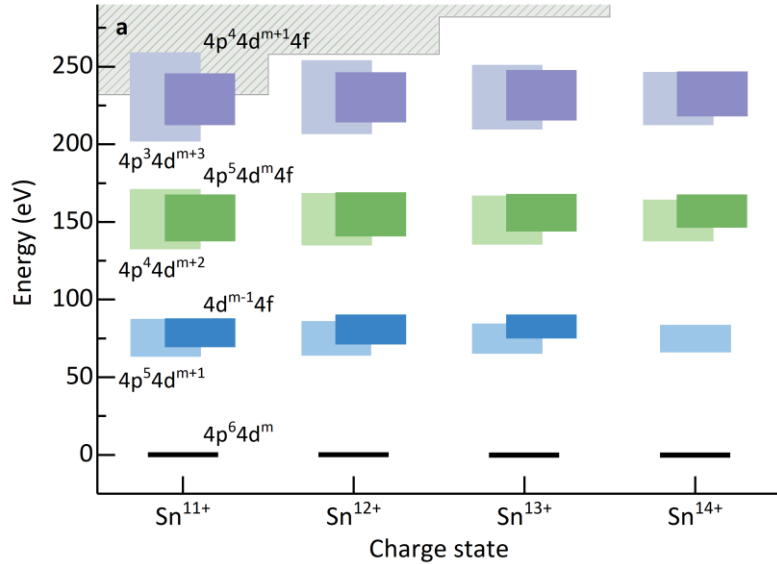 a
4p⁴4dᵐ⁺¹4f
250
4p³4dᵐ⁺³
200
4p⁵4dᵐ4f
150
4p⁴4dᵐ⁺²
100
4dᵐ⁻¹4f
4p⁵4dᵐ⁺¹
50
4p⁶4dᵐ
0
Energy (eV)
Sn¹¹⁺ Sn¹²⁺ Sn¹³⁺ Sn¹⁴⁺
Charge state